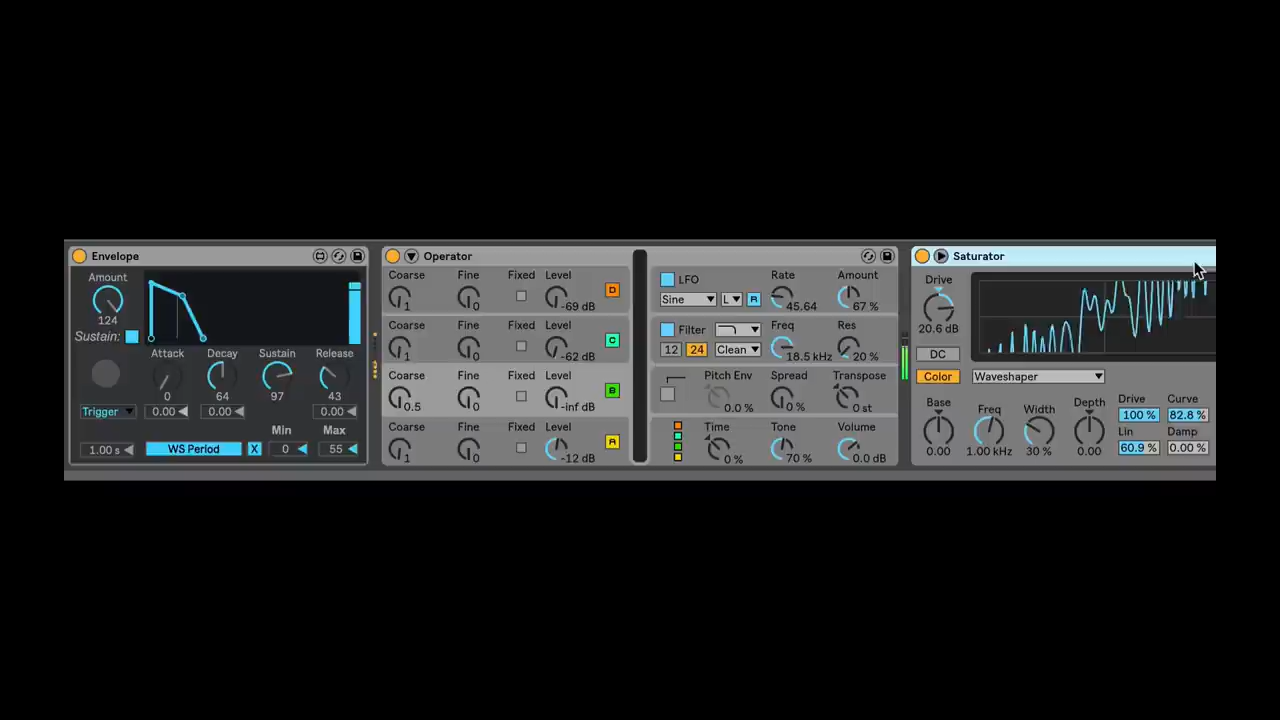 Envelope
Amount
124
Sustain:
Attack
0
Decay
64
Sustain
97
Release
43
Trigger
0.00
0.00
0.00
Min
Max
1.00 s
WS Period
X
0
55
Operator
Coarse
Fine
Fixed
Level
1
0
-69 dB
D
Coarse
Fine
Fixed
Level
1
0
-62 dB
C
Coarse
Fine
Fixed
Level
0.5
0
-inf dB
B
Coarse
Fine
Fixed
Level
1
0
-12 dB
A
LFO
Rate
Amount
Sine
L
R
45.64
67 %
Filter
Freq
Res
12
24
Clean
18.5 kHz
20 %
Pitch Env
Spread
Transpose
0.0 %
0 %
0 st
Time
Tone
Volume
0 %
70 %
0.0 dB
Saturator
Drive
20.6 dB
DC
Color
Waveshaper
Base
Freq
Width
Depth
0.00
1.00 kHz
30 %
0.00
Drive
Curve
100 %
82.8 %
Lin
Damp
60.9 %
0.00 %